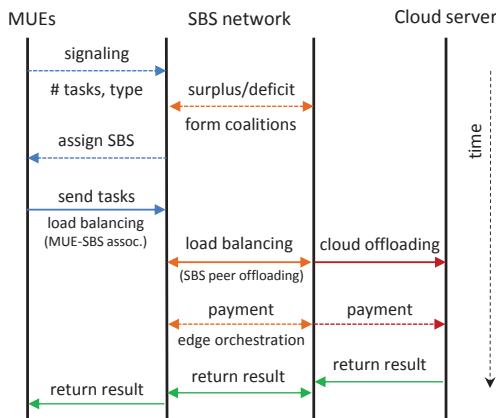 MUEs
SBS network
Cloud server
signaling
# tasks, type
surplus/deficit
form coalitions
assign SBS
time
send tasks
load balancing
(MUE-SBS assoc.)
load balancing
cloud offloading
(SBS peer offloading)
payment
payment
edge orchestration
return result
return result
return result